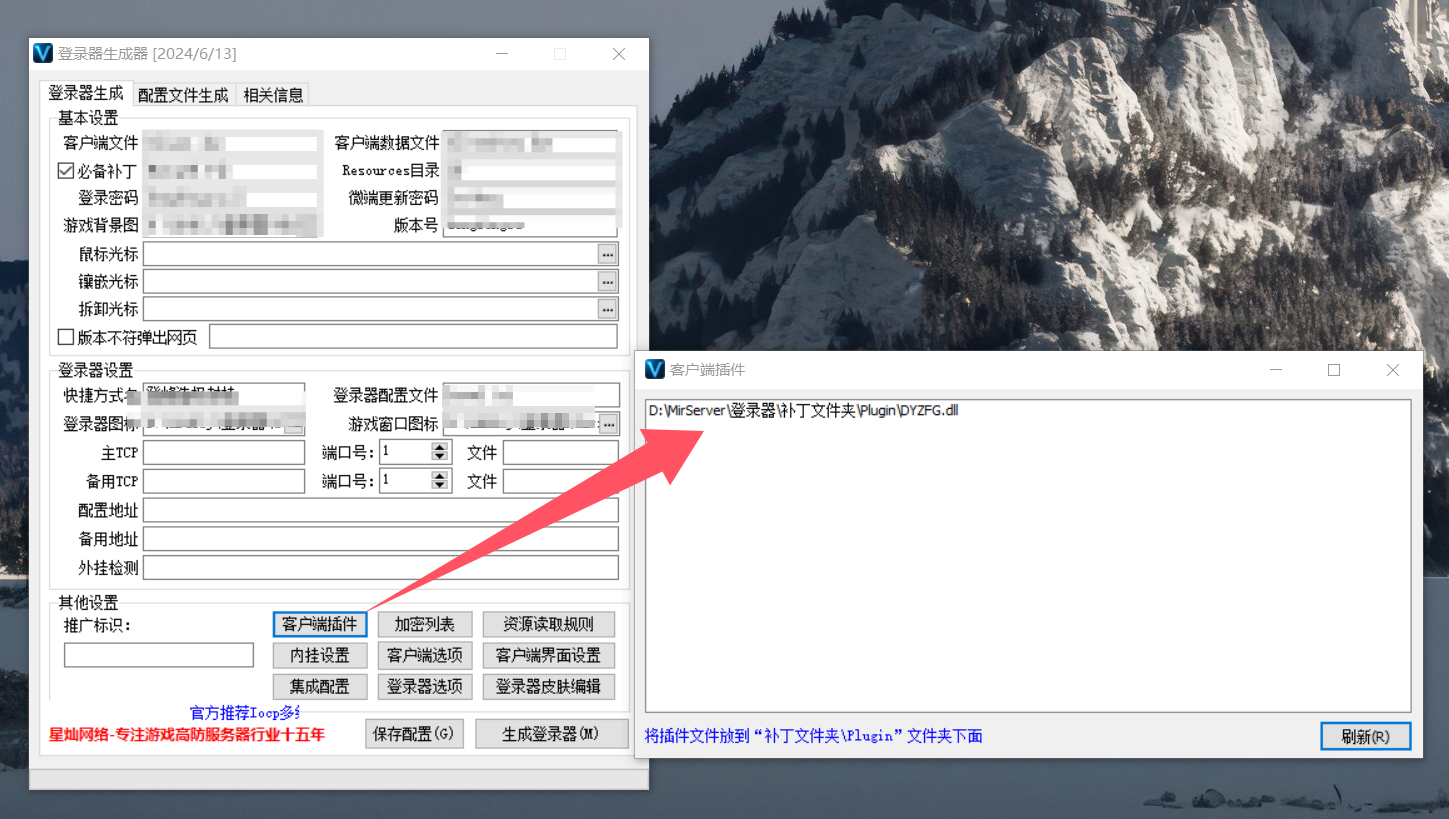 登录器生成器 [2024/6/13]
登录器生成 配置文件生成 相关信息
基本设置
客户端文件 客户端数据文件
必备补丁 Resources目录
登录密码 微端更新密码
游戏背景图 版本号
鼠标光标 ...
镶嵌光标 ...
拆卸光标 ...
版本不符弹出网页
登录器设置
快捷方式名 登录器配置文件
登录器图标 游戏窗口图标 ...
主TCP 端口号: 1 文件
备用TCP 端口号: 1 文件
配置地址
备用地址
外挂检测
其他设置
推广标识:
客户端插件 加密列表 资源读取规则
内挂设置 客户端选项 客户端界面设置
集成配置 登录器选项 登录器皮肤编辑
官方推荐Iocp多
星灿网络-专注游戏高防服务器行业十五年
保存配置(G) 生成登录器(M)
客户端插件
D:\MirServer\登录器\补丁文件夹\Plugin\DYZFG.dll
将插件文件放到“补丁文件夹\Plugin”文件夹下面
刷新(R)